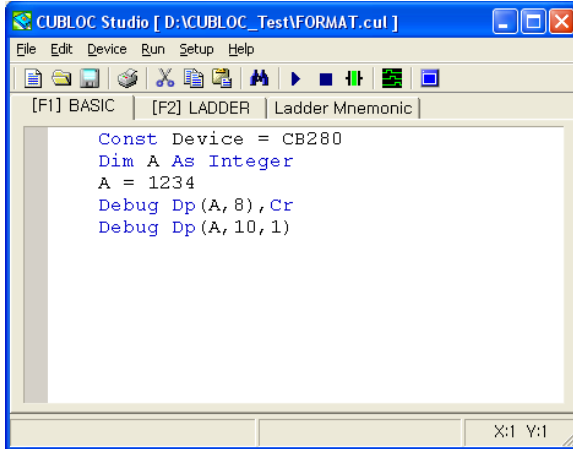 CUBLOC Studio [ D:\CUBLOC_Test\FORMAT.cul ]
File Edit Device Run Setup Help
[F1] BASIC [F2] LADDER Ladder Mnemonic
Const Device = CB280
Dim A As Integer
A = 1234
Debug Dp(A,8),Cr
Debug Dp(A,10,1)
X:1 Y:1